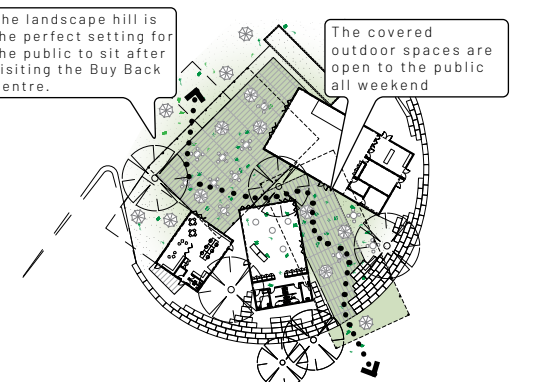 he landscape hill is
he perfect setting for
he public to sit after
isiting the Buy Back
entre.
The covered
outdoor spaces are
open to the public
all weekend